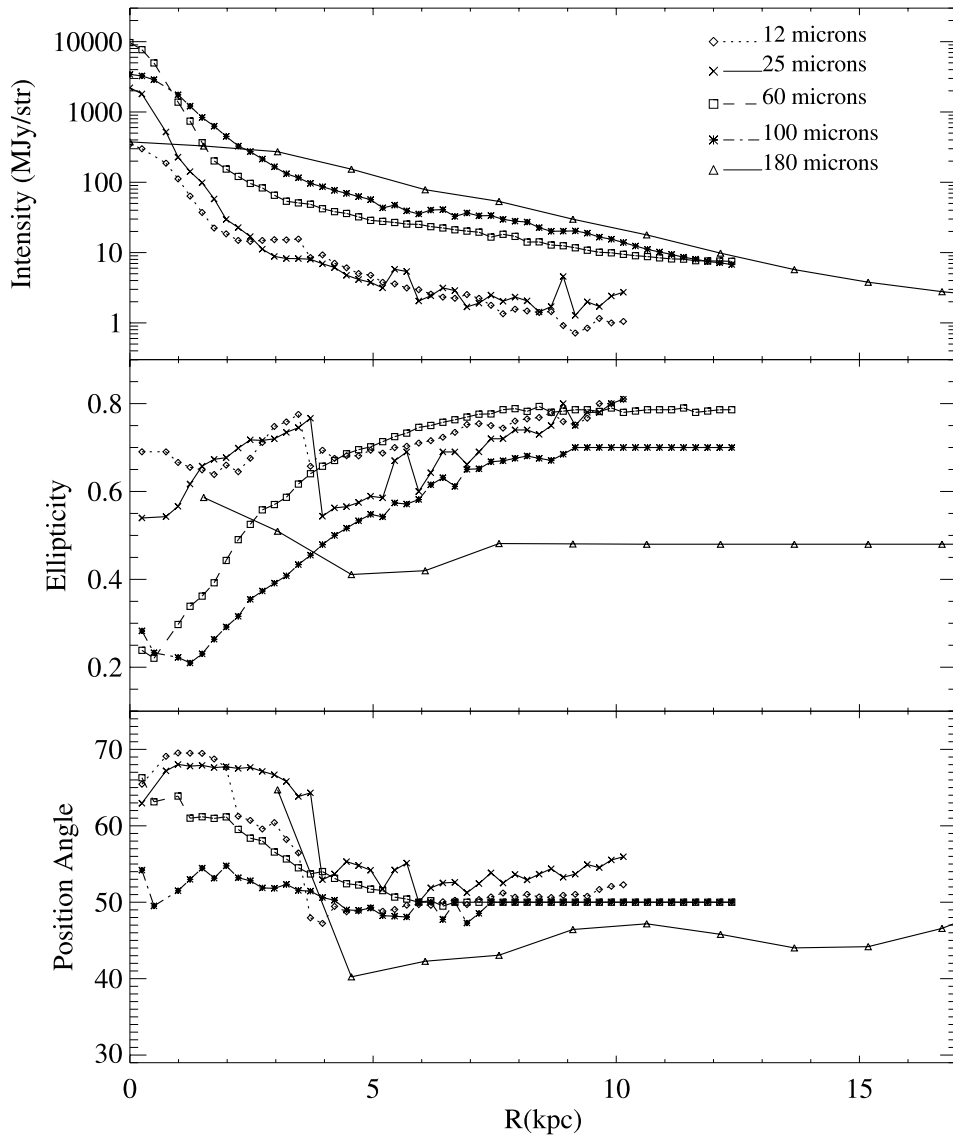 10000
1000
100
10
1
Intensity (MJy/str)
12 microns
25 microns
60 microns
100 microns
180 microns
0.8
0.6
0.4
0.2
Ellipticity
70
60
50
40
30
Position Angle
0 5 10 15
R(kpc)